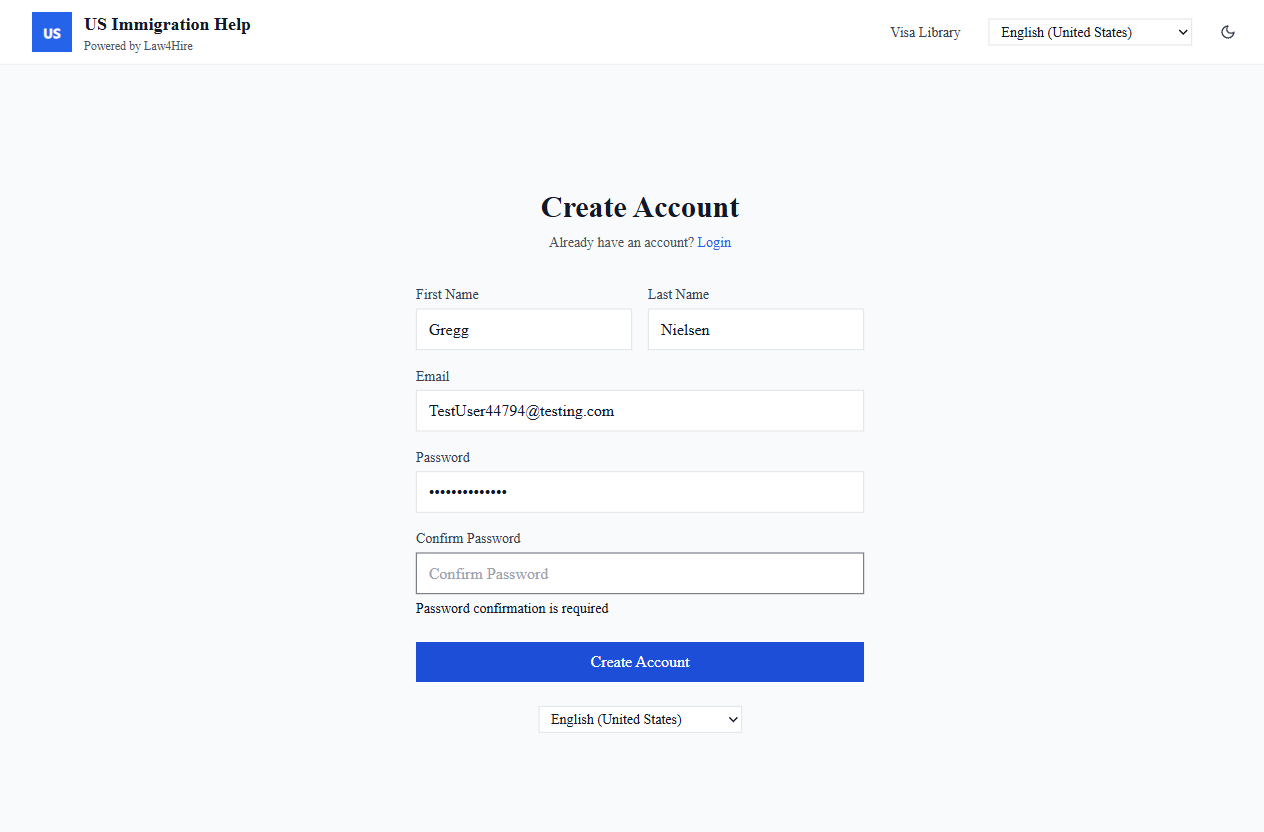 US
US Immigration Help
Powered by Law4Hire
Visa Library
English (United States)
Create Account
Already have an account? Login
First Name
Last Name
Gregg
Nielsen
Email
TestUser44794@testing.com
Password
••••••••••••••
Confirm Password
Confirm Password
Password confirmation is required
Create Account
English (United States)